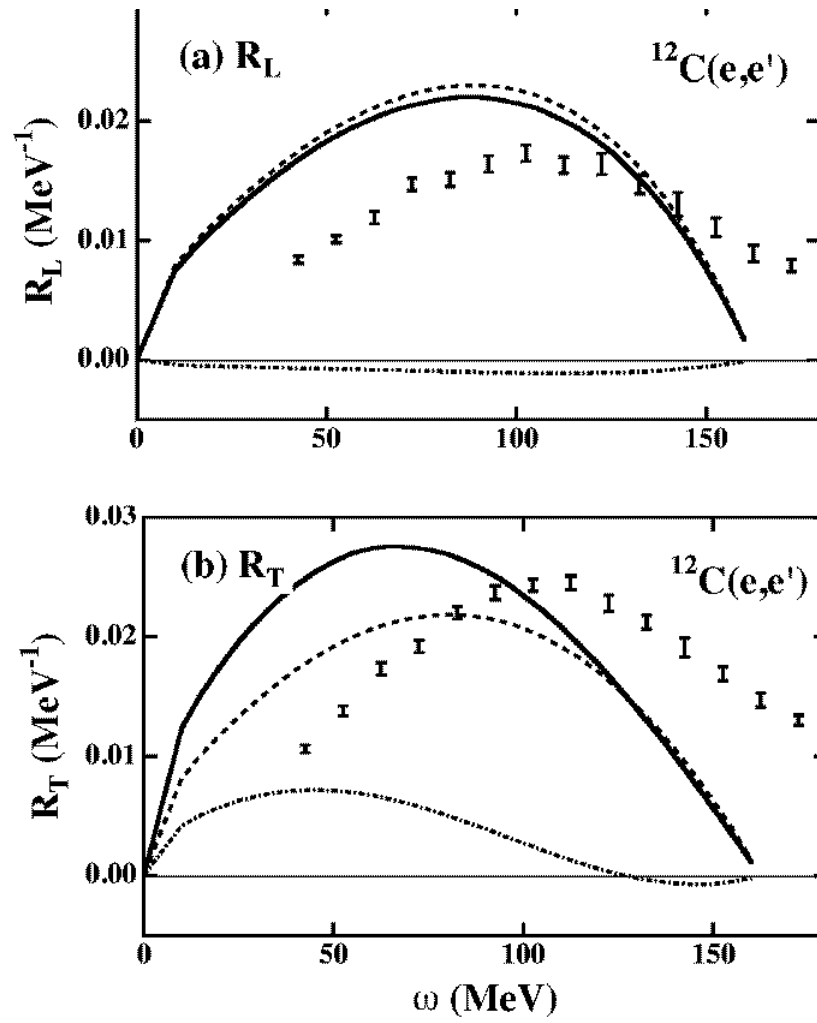 (a) R_L
¹²C(e,e')
0.02
0.01
0.00
R_L (MeV⁻¹)
0
50
100
150
0.03
(b) R_T
¹²C(e,e')
0.02
0.01
0.00
R_T (MeV⁻¹)
0
50
100
150
ω (MeV)